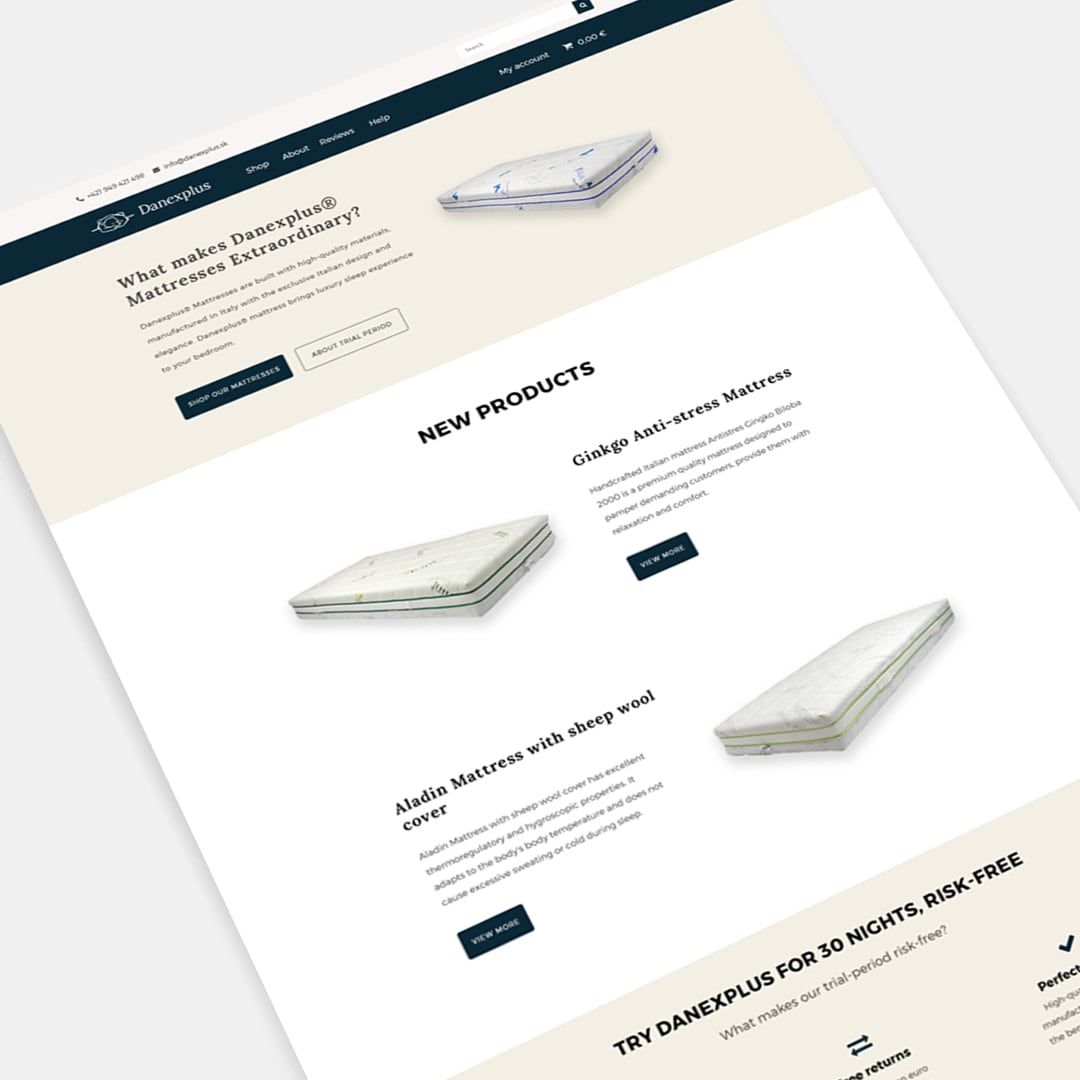 Search
+421 949 421 498
info@danexplus.sk
Danexplus
Shop
About
Reviews
Help
My account
0,00 €
What makes Danexplus®
Mattresses Extraordinary?
Danexplus® Mattresses are built with high-quality materials,
manufactured in Italy with the exclusive Italian design and
elegance. Danexplus® mattress brings luxury sleep experience
to your bedroom.
SHOP OUR MATTRESSES
ABOUT TRIAL PERIOD
NEW PRODUCTS
Ginkgo Anti-stress Mattress
Handcrafted Italian mattress Antistres Gingko Biloba
2000 is a premium quality mattress designed to
pamper demanding customers, provide them with
relaxation and comfort.
VIEW MORE
Aladin Mattress with sheep wool
cover
Aladin Mattress with sheep wool cover has excellent
thermoregulatory and hygroscopic properties. It
adapts to the body's body temperature and does not
cause excessive sweating or cold during sleep.
VIEW MORE
TRY DANEXPLUS FOR 30 NIGHTS, RISK-FREE
What makes our trial-period risk-free?
returns
euro
Perfect
High-qu
manufac
the be